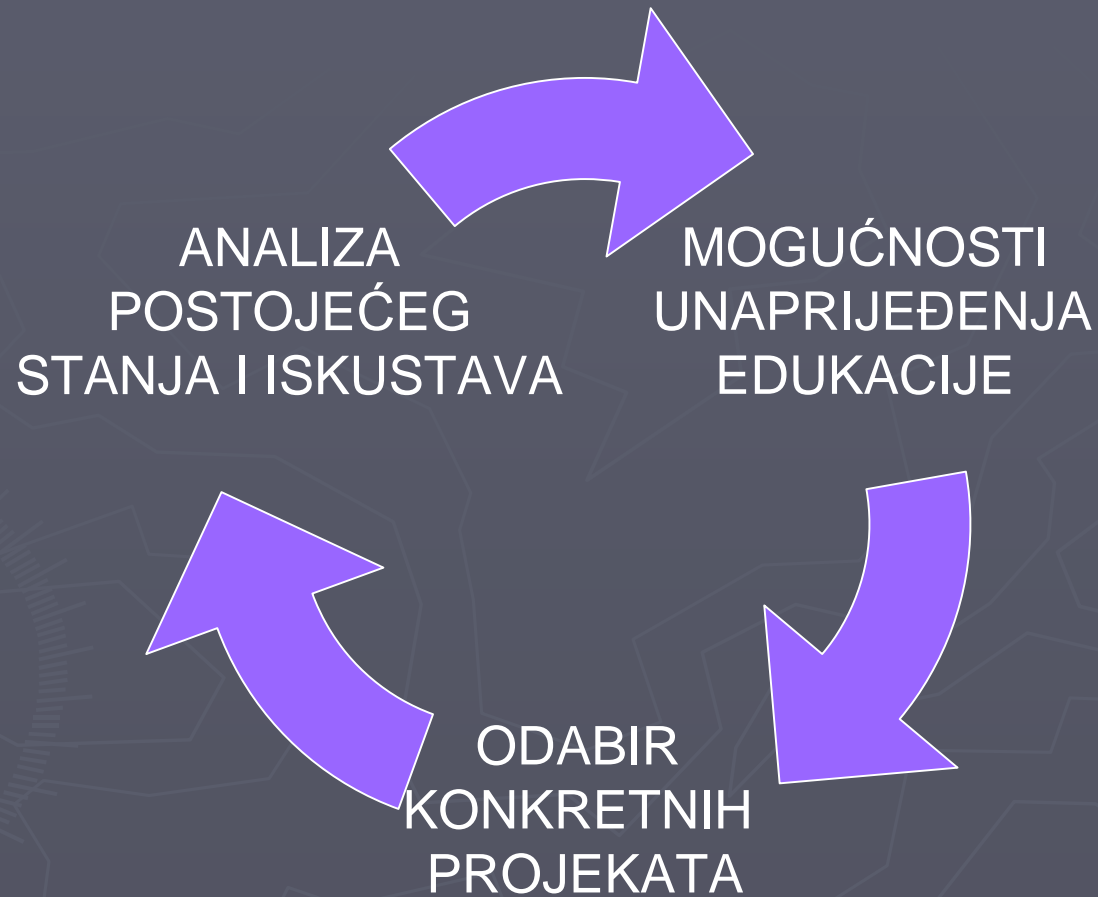 ANALIZA
POSTOJEĆEG
STANJA I ISKUSTAVA
MOGUĆNOSTI
UNAPRIJEĐENJA
EDUKACIJE
ODABIR
KONKRETNIH
PROJEKATA